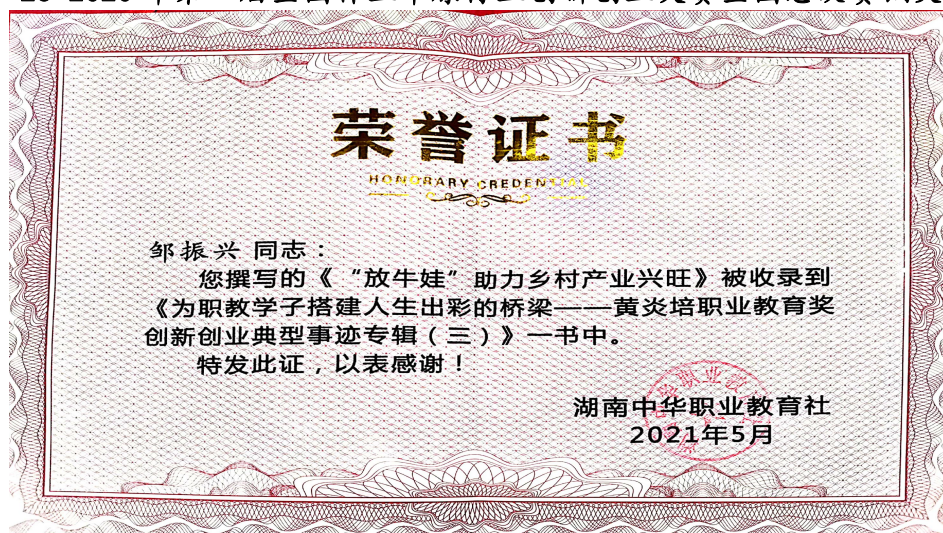 荣誉证书
HONORARY CREDENTIAL
邹振兴 同志：
您撰写的《“放牛娃”助力乡村产业兴旺》被收录到
《为职教学子搭建人生出彩的桥梁——黄炎培职业教育奖
创新创业典型事迹专辑（三）》一书中。
特发此证，以表感谢！
湖南中华职业教育社
2021年5月